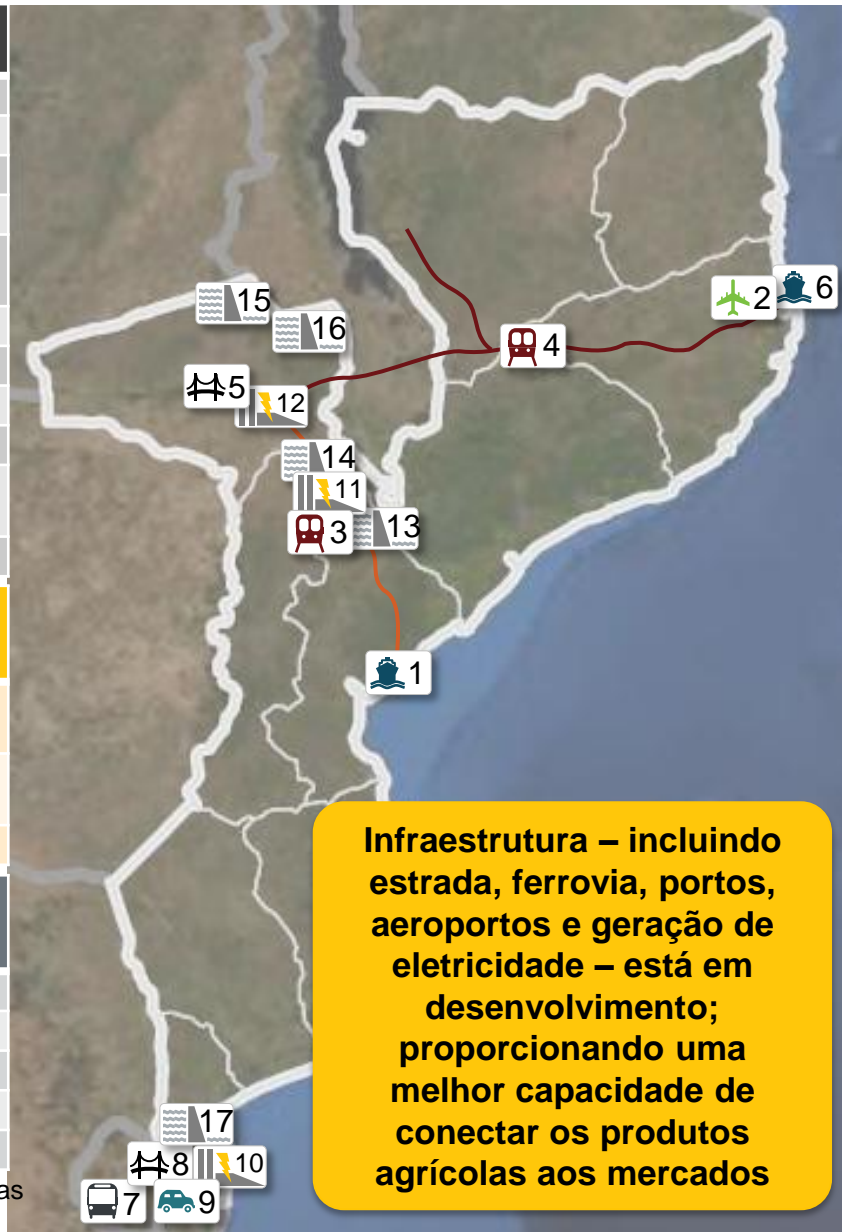 15
16
2
6
4
5
12
14
11
3
13
1
Infraestrutura – incluindo
estrada, ferrovia, portos,
aeroportos e geração de
eletricidade – está em
desenvolvimento;
proporcionando uma
melhor capacidade de
conectar os produtos
agrícolas aos mercados
17
8
10
7
9
as